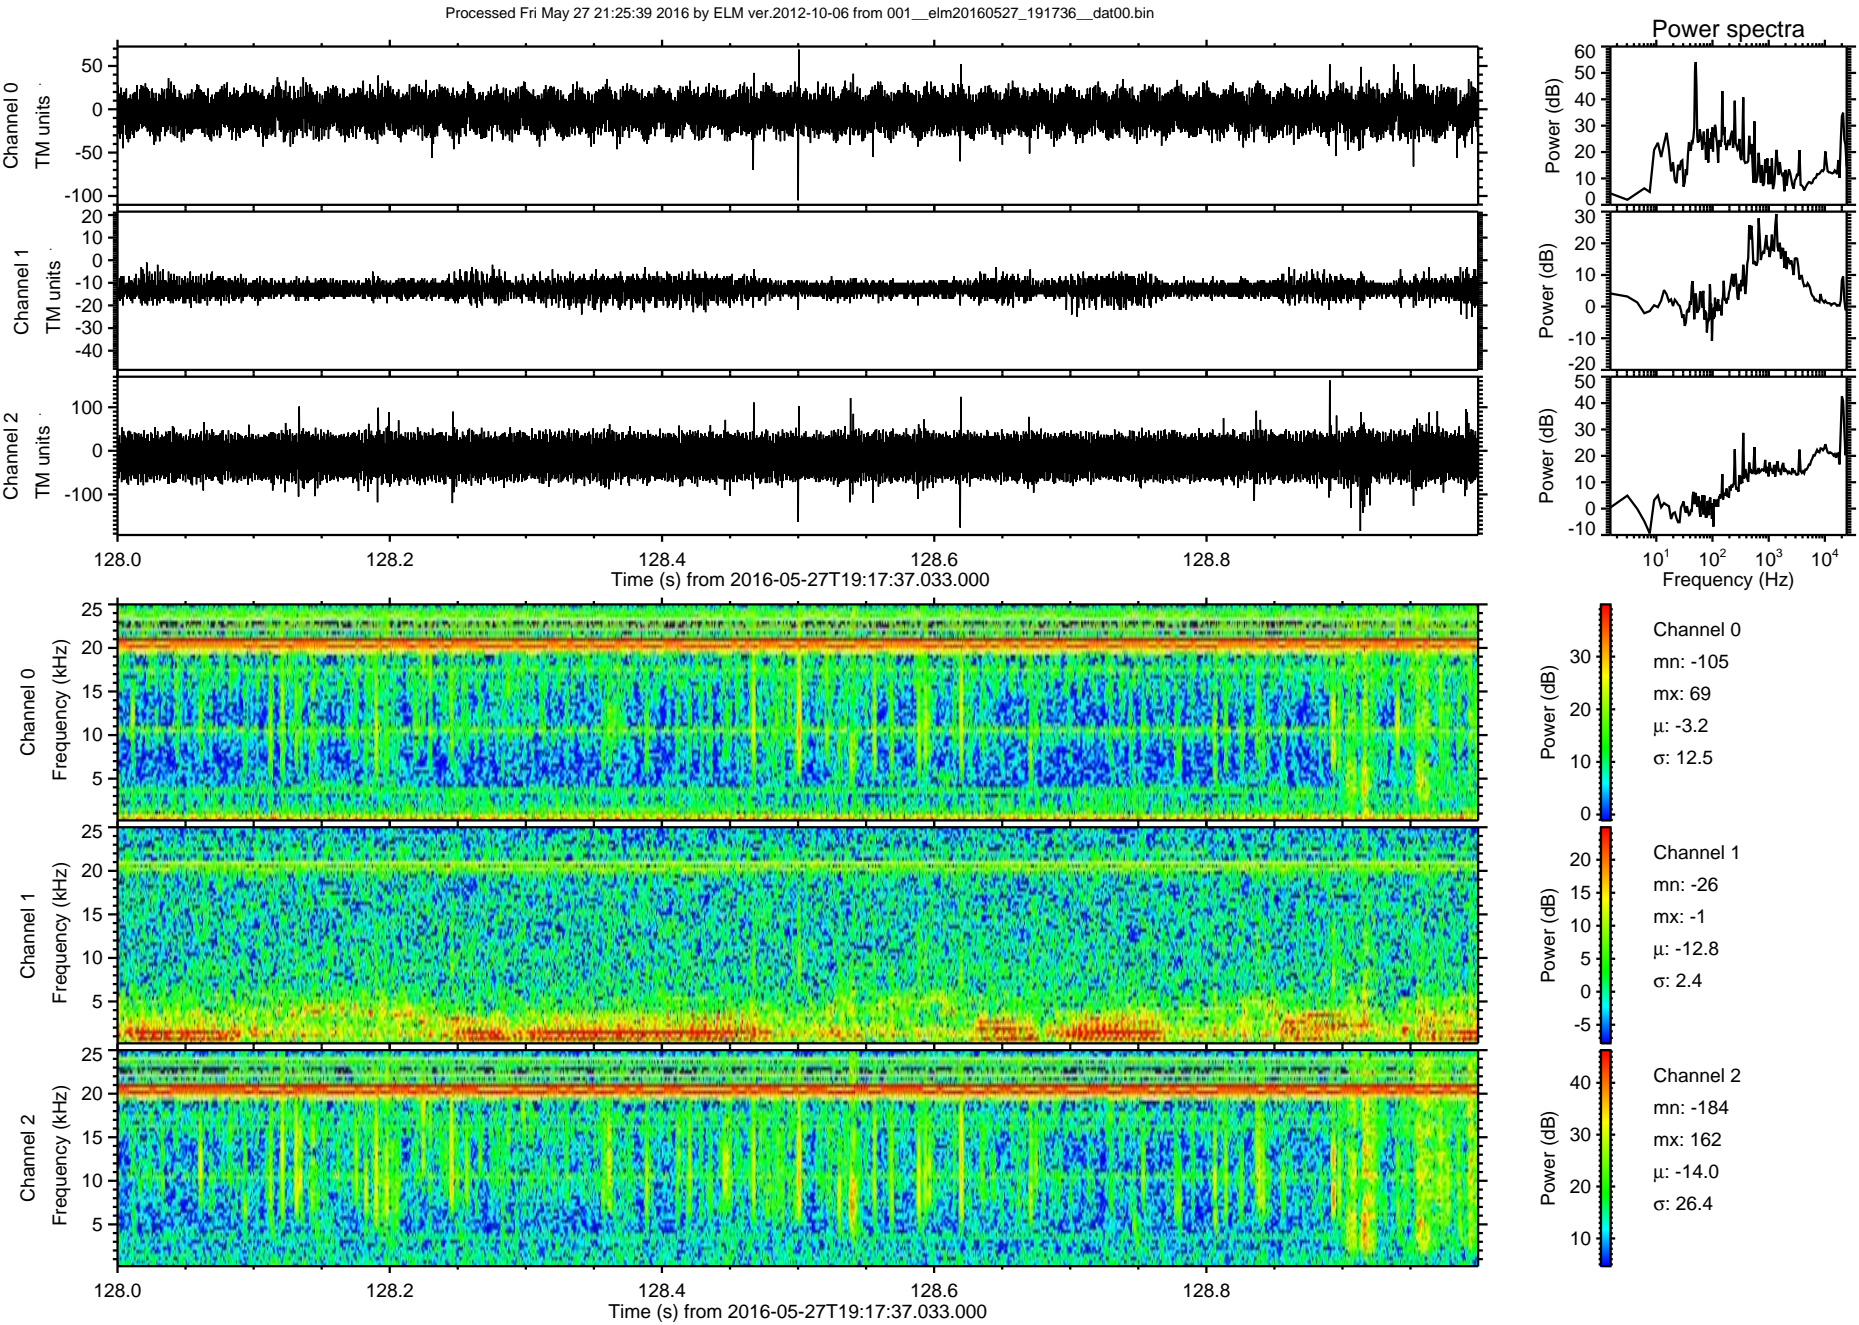 Processed Fri May 27 21:25:39 2016 by ELM ver.2012-10-06 from 001__elm20160527_191736__dat00.bin
Power spectra
Channel 0
TM units
50
0
-50
-100
Power (dB)
60
50
40
30
20
10
0
Channel 1
TM units
20
10
0
-10
-20
-30
-40
Power (dB)
30
20
10
0
-10
-20
Channel 2
TM units
100
0
-100
Power (dB)
50
40
30
20
10
0
-10
128.0 128.2 128.4 128.6 128.8
Time (s) from 2016-05-27T19:17:37.033.000
10¹ 10² 10³ 10⁴
Frequency (Hz)
Channel 0
Frequency (kHz)
25
20
15
10
5
Power (dB)
30
20
10
0
Channel 0
mn: -105
mx: 69
μ: -3.2
σ: 12.5
Channel 1
Frequency (kHz)
25
20
15
10
5
Power (dB)
20
15
10
5
0
-5
Channel 1
mn: -26
mx: -1
μ: -12.8
σ: 2.4
Channel 2
Frequency (kHz)
25
20
15
10
5
Power (dB)
40
30
20
10
Channel 2
mn: -184
mx: 162
μ: -14.0
σ: 26.4
128.0 128.2 128.4 128.6 128.8
Time (s) from 2016-05-27T19:17:37.033.000